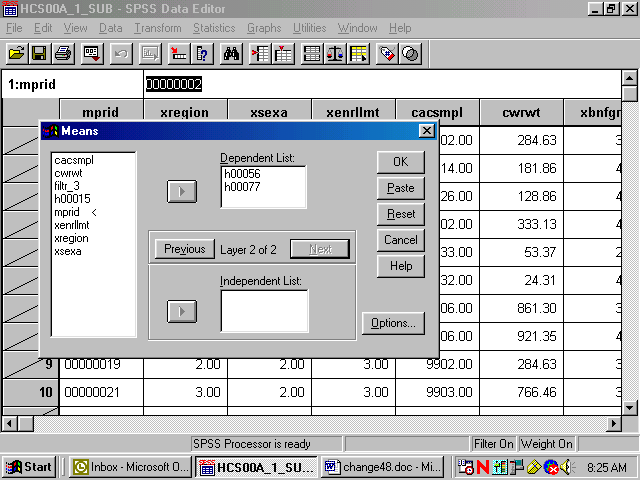 HCS00A_1_SUB - SPSS Data Editor
File Edit View Data Transform Statistics Graphs Utilities Window Help
1:mprid 00000002
mprid xregion xsexa xenrllmt cacsmpl cwrwt xbnfgr
Means
02.00 284.63 3
14.00 181.86 4
26.00 128.86 4
02.00 333.13 4
33.00 53.37 2
32.00 24.31 4
06.00 861.30 3
06.00 921.35 4
cacsmpl
cwrwt
filtr_3
h00015
mprid <
xenrllmt
xregion
xsexa
Dependent List:
h00056
h00077
Previous Layer 2 of 2 Next
Independent List:
OK
Paste
Reset
Cancel
Help
Options...
9 00000019 2.00 2.00 3.00 9902.00 284.63 3
10 00000021 3.00 2.00 3.00 9903.00 766.46 4
SPSS Processor is ready Filter On Weight On
Start Inbox - Microsoft O... HCS00A_1_SU... change48.doc - Mi... 8:25 AM